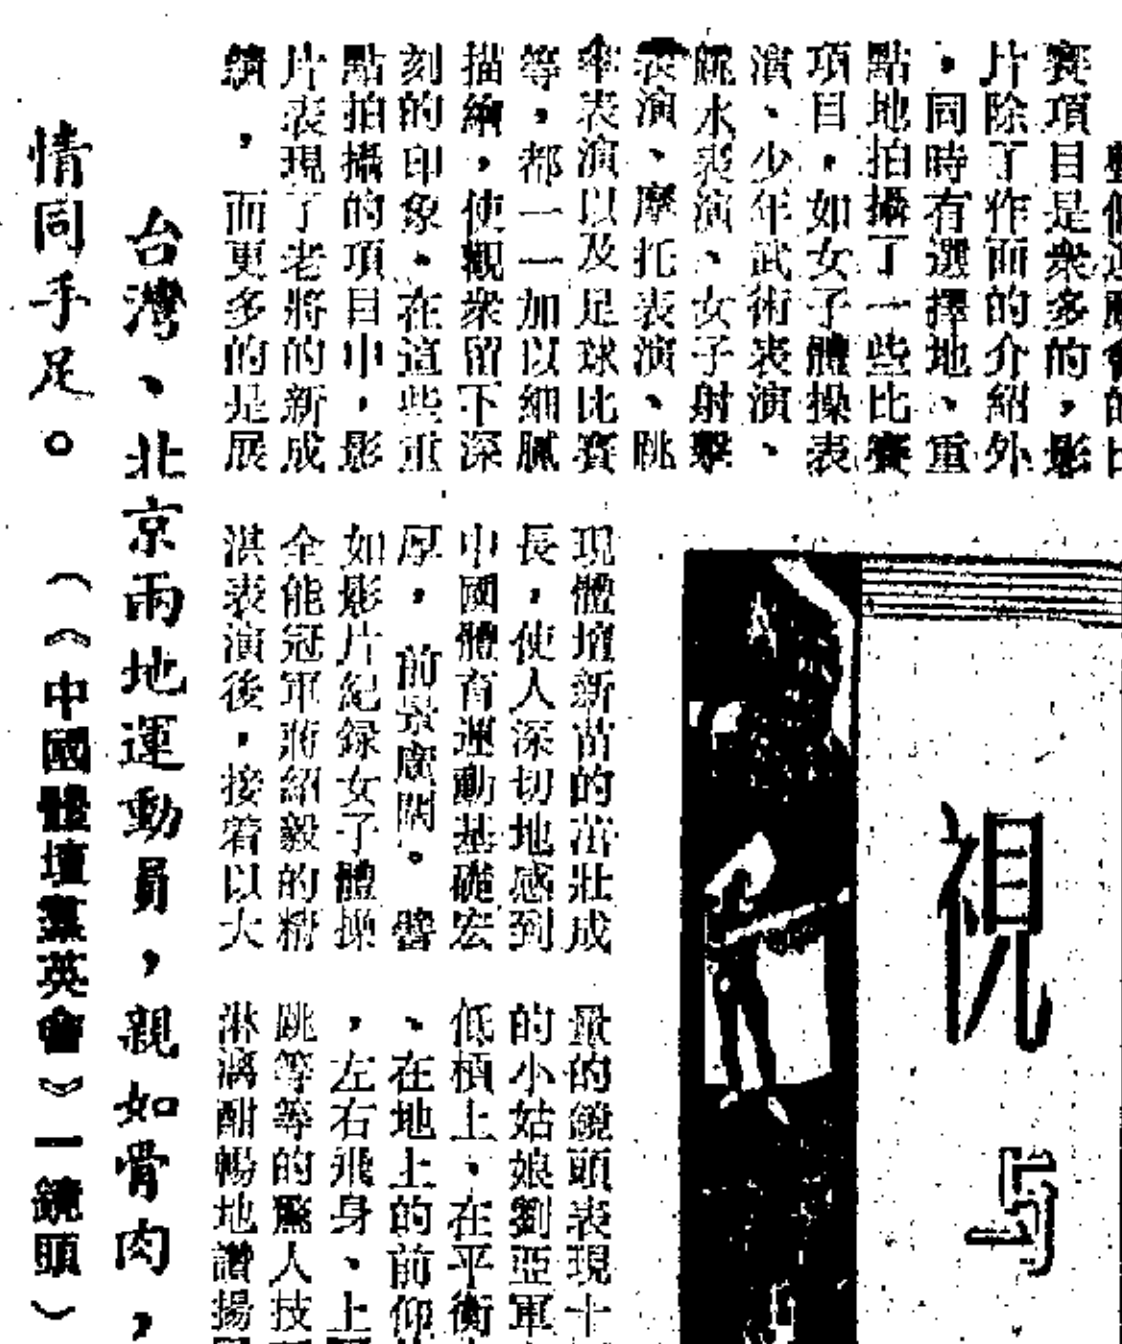 賽項目是衆多的，影
片除了作面的介紹外
，同時有選擇地、重
點地拍攝了一些比賽
項目，如女子體操表
演、少年武術表演、
水表演、女子射擊
表演、摩托表演、跳
傘表演以及足球比賽
等，都一一加以細膩
描繪，使觀衆留下深
刻的印象。在這些重
點拍攝的項目中，影
片表現了老將的新成
績，而更多的是展
現體壇新苗的茁壯成
長，使人深切地感到
中國體育運動基礎宏
厚，前景廣闊。譬
如影片紀録女子體操
全能冠軍蔣紹毅的精
湛表演後，接着以大
量的鏡頭表現十
的小姑娘劉亞軍
低槓上、在平衡
、在地上的前仰
，左右飛身、上
跳等等的驚人技
淋漓酣暢地讚揚
視与
台灣、北京兩地運動員，親如骨肉，
情同手足。（《中國體壇羣英會》一鏡頭）